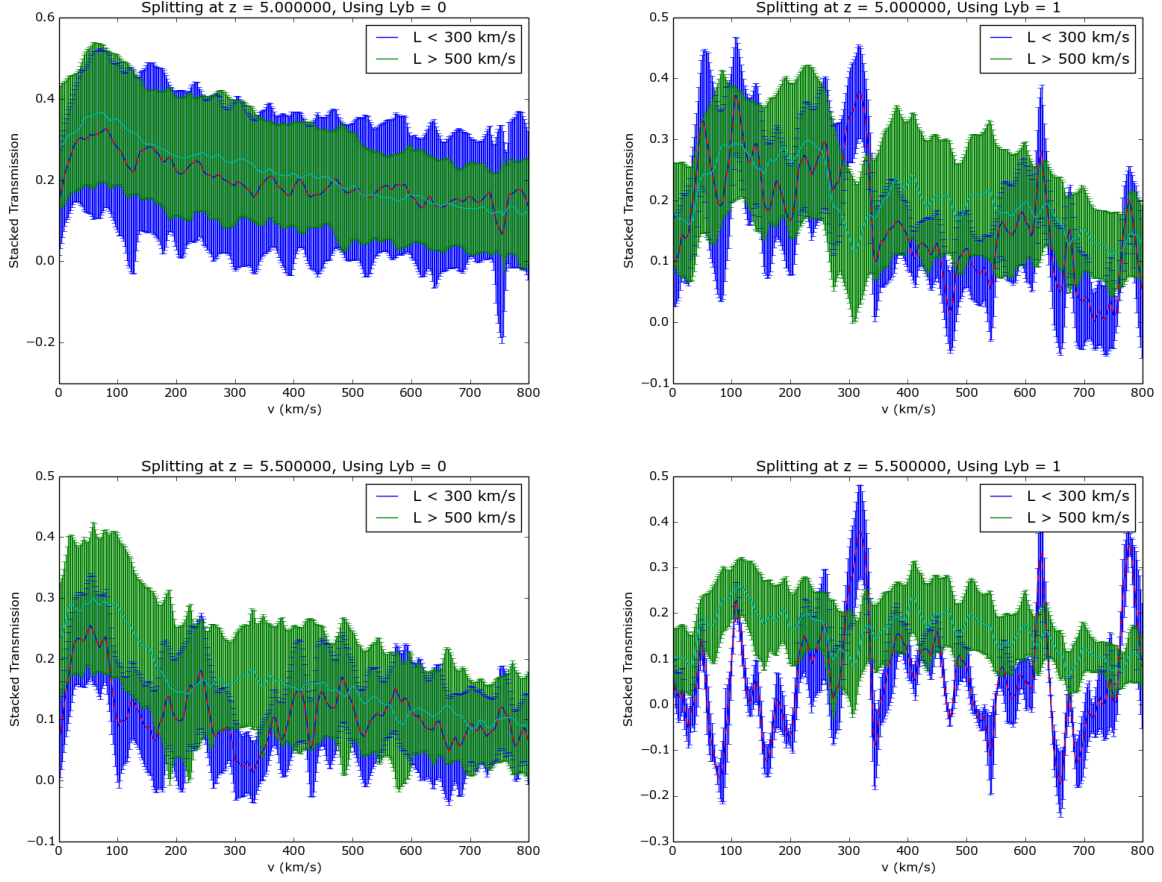 Splitting at z = 5.000000, Using Lyb = 0
L < 300 km/s
L > 500 km/s
Stacked Transmission
0.6
0.4
0.2
0.0
−0.2
0 100 200 300 400 500 600 700 800
v (km/s)
Splitting at z = 5.000000, Using Lyb = 1
L < 300 km/s
L > 500 km/s
Stacked Transmission
0.5
0.4
0.3
0.2
0.1
0.0
−0.1
0 100 200 300 400 500 600 700 800
v (km/s)
Splitting at z = 5.500000, Using Lyb = 0
L < 300 km/s
L > 500 km/s
Stacked Transmission
0.5
0.4
0.3
0.2
0.1
0.0
−0.1
0 100 200 300 400 500 600 700 800
v (km/s)
Splitting at z = 5.500000, Using Lyb = 1
L < 300 km/s
L > 500 km/s
Stacked Transmission
0.5
0.4
0.3
0.2
0.1
0.0
−0.1
−0.2
−0.3
0 100 200 300 400 500 600 700 800
v (km/s)